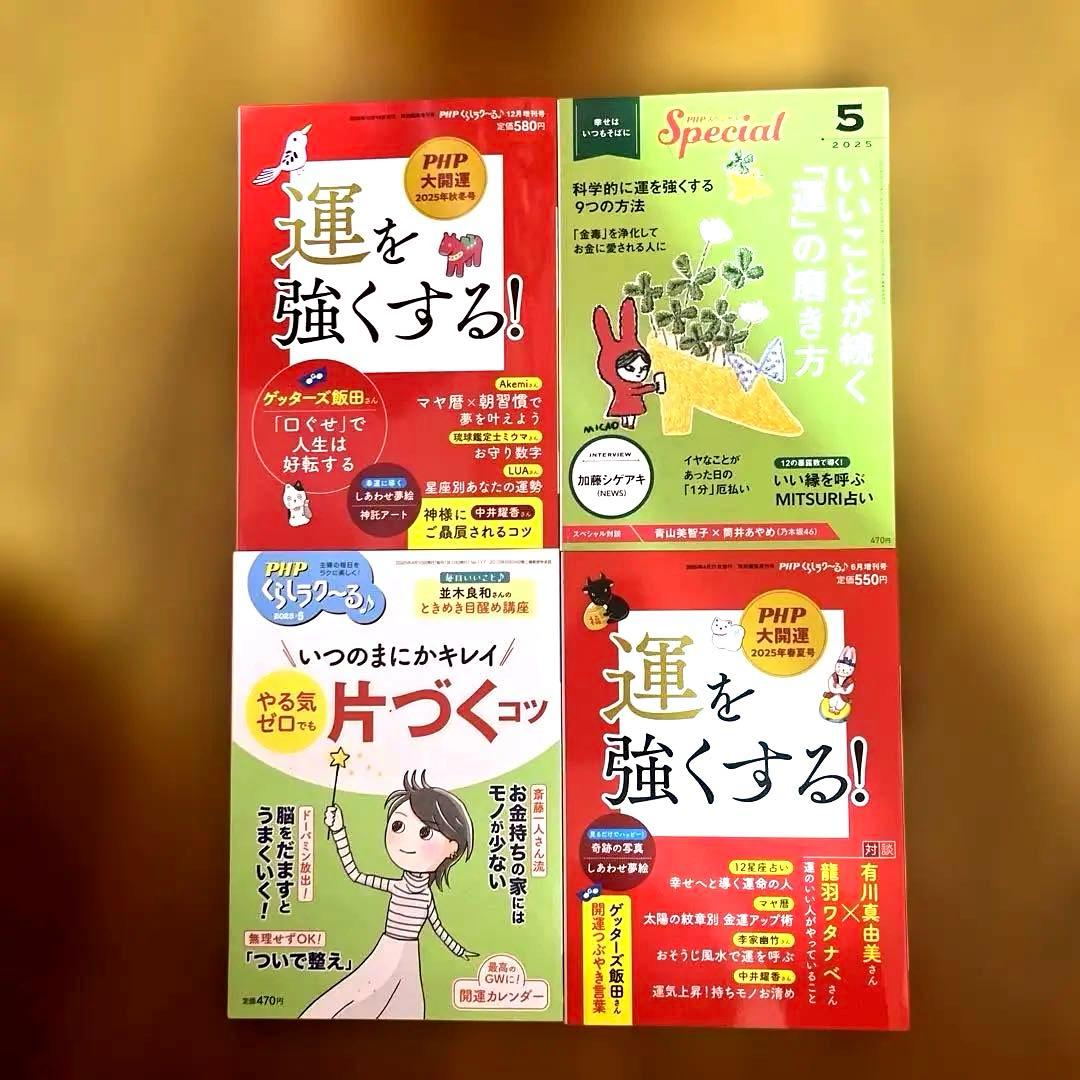 PHP くらしラク〜る♪ 12月増刊号
定価580円
PHP
大開運
2025年秋冬号
運を
強くする!
ゲッターズ飯田さん
「口ぐせ」で
人生は
好転する
Akemiさん
マヤ暦×朝習慣で
夢を叶えよう
琉球鑑定士ミウマさん
お守り数字
LUAさん
星座別あなたの運勢
幸運に導く
しあわせ夢絵
神託アート
神様に 中井耀香さん
ご贔屓されるコツ
幸せは
いつもそばに
PHPスペシャル
Special
5
2025
いいことが続く
「運」の磨き方
科学的に運を強くする
9つの方法
「金毒」を浄化して
お金に愛される人に
MICAO
INTERVIEW
加藤シゲアキ
(NEWS)
イヤなことが
あった日の
「1分」厄払い
12の暴露数で導く!
いい縁を呼ぶ
MITSURI占い
スペシャル対談 青山美智子×筒井あやめ(乃木坂46)
470円
PHP
主婦の毎日を
ラクに楽しく!
くらしラク〜る♪
2025・5
毎日いいこと♪
並木良和さんの
ときめき目醒め講座
いつのまにかキレイ
やる気
ゼロでも
片づくコツ
斎藤一人さん流
お金持ちの家には
モノが少ない
ドーパミン放出!
脳をだますと
うまくいく!
無理せずOK!
「ついで整え」
定価470円
最高の
GWに!
開運カレンダー
PHP くらしラク〜る♪ 6月増刊号
定価550円
福
PHP
大開運
2025年春夏号
運を
強くする!
見るだけでハッピー!
奇跡の写真
しあわせ夢絵
ゲッターズ飯田さん
開運つぶやき言葉
12星座占い
幸せへと導く運命の人
マヤ暦
太陽の紋章別 金運アップ術
李家幽竹さん
おそうじ風水で運を呼ぶ
中井耀香さん
運気上昇!持ちモノお清め
対談
有川真由美さん
×
龍羽ワタナベさん
運のいい人がやっていること